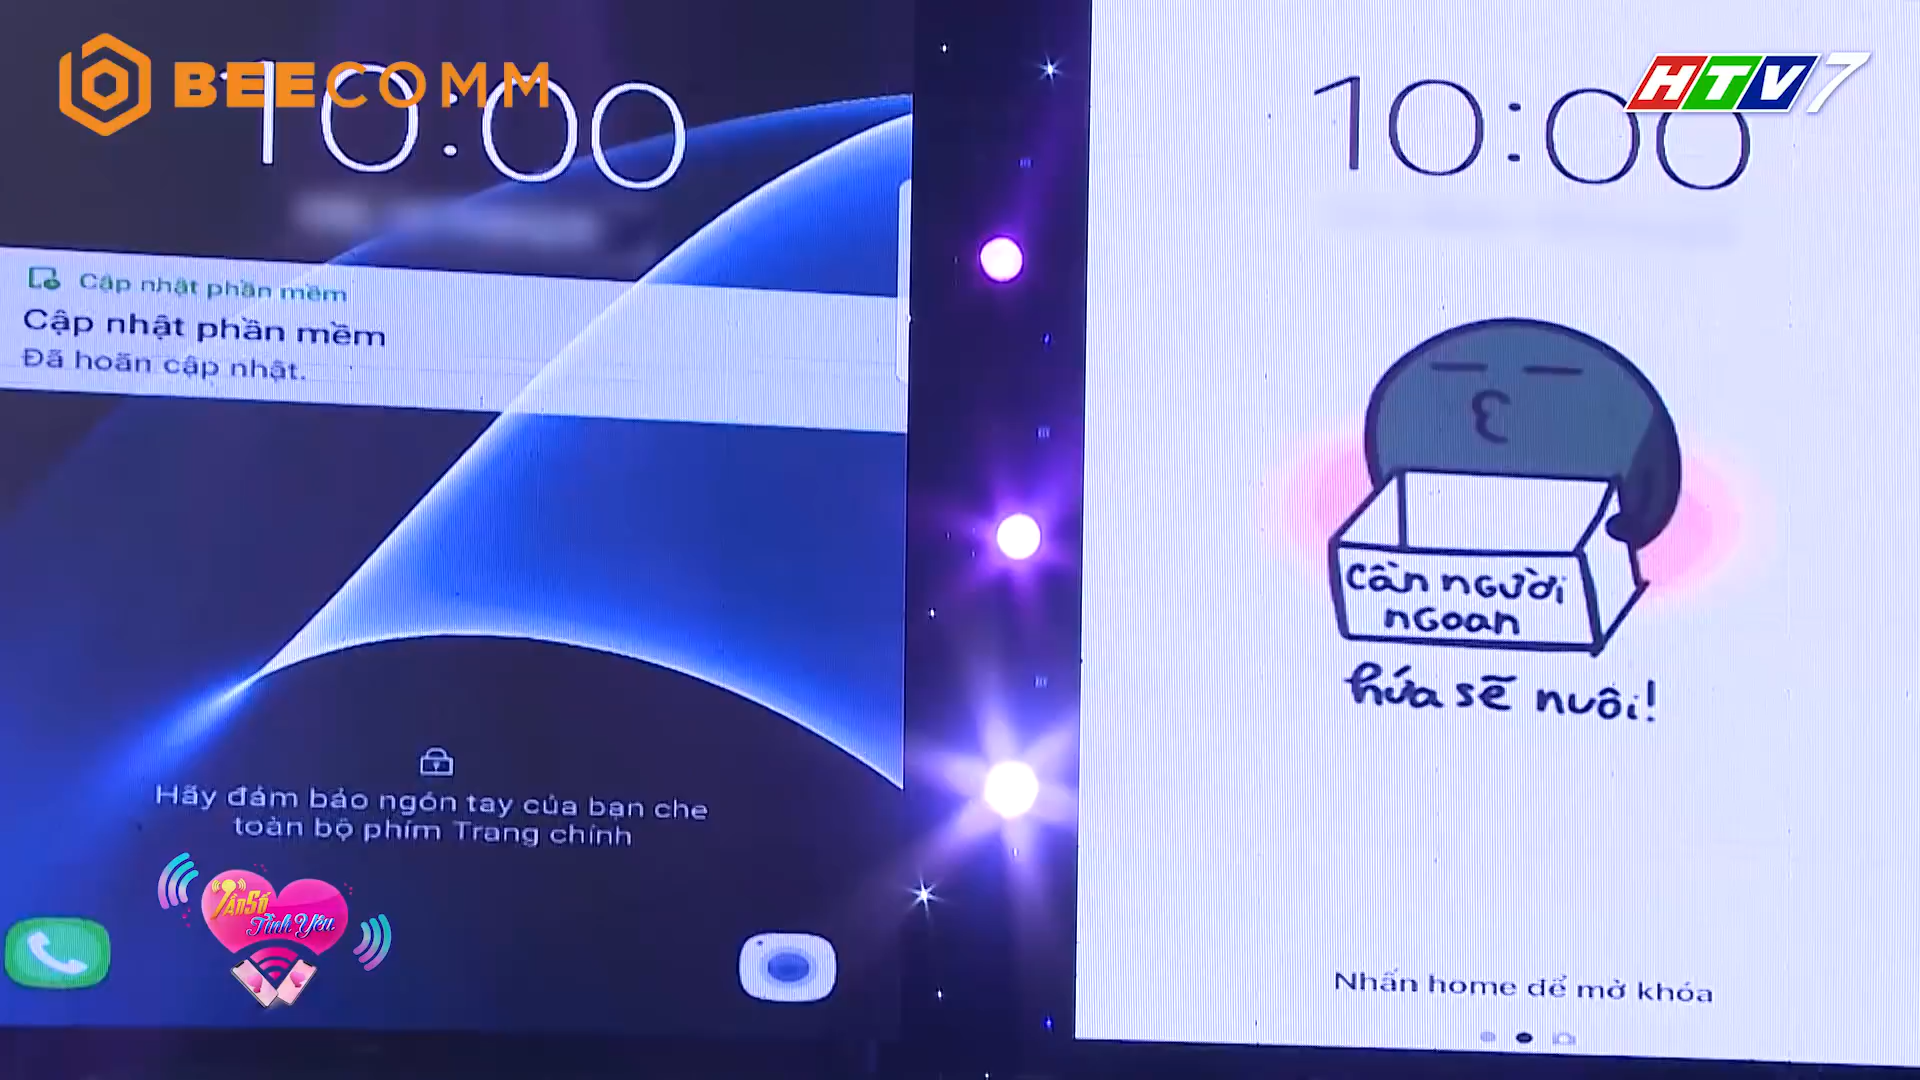 BEECOMM
10:00
Cập nhật phần mềm
Cập nhật phần mềm
Đã hoãn cập nhật.
Hãy đảm bảo ngón tay của bạn che
toàn bộ phím Trang chính
Tần Số
Tình Yêu
HTV7
10:00
cần người
ngoan
hứa sẽ nuôi!
Nhấn home để mở khóa